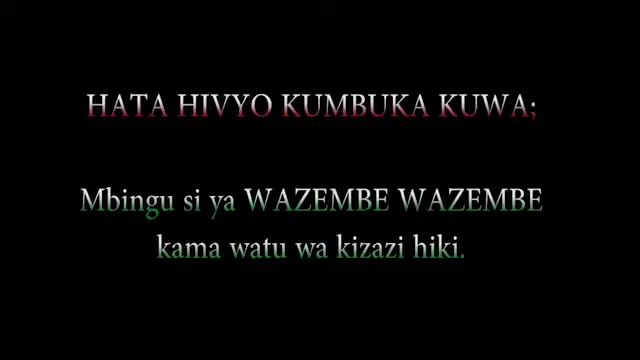 HATA HIVYO KUMBUKA KUWA;
Mbingu si ya WAZEMBE WAZEMBE
kama watu wa kizazi hiki.